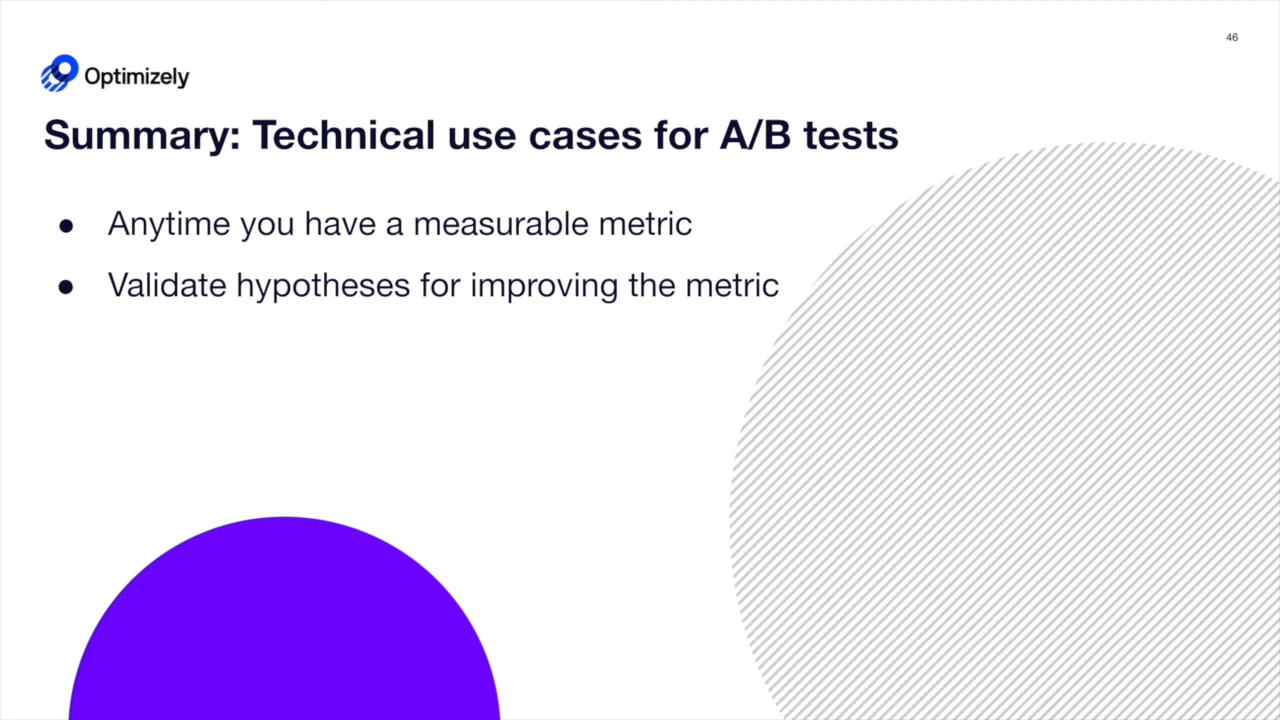 46
Optimizely
Summary: Technical use cases for A/B tests
● Anytime you have a measurable metric
● Validate hypotheses for improving the metric